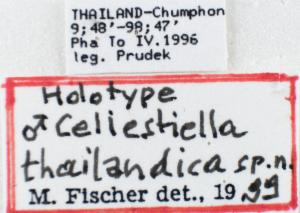 THAILAND-Chumphon
9;48'-98;47'
Pha To IV.1996
leg. Prudek
Holotype
♂ Celiestiella
thailandica sp.n.
M. Fischer det., 1999